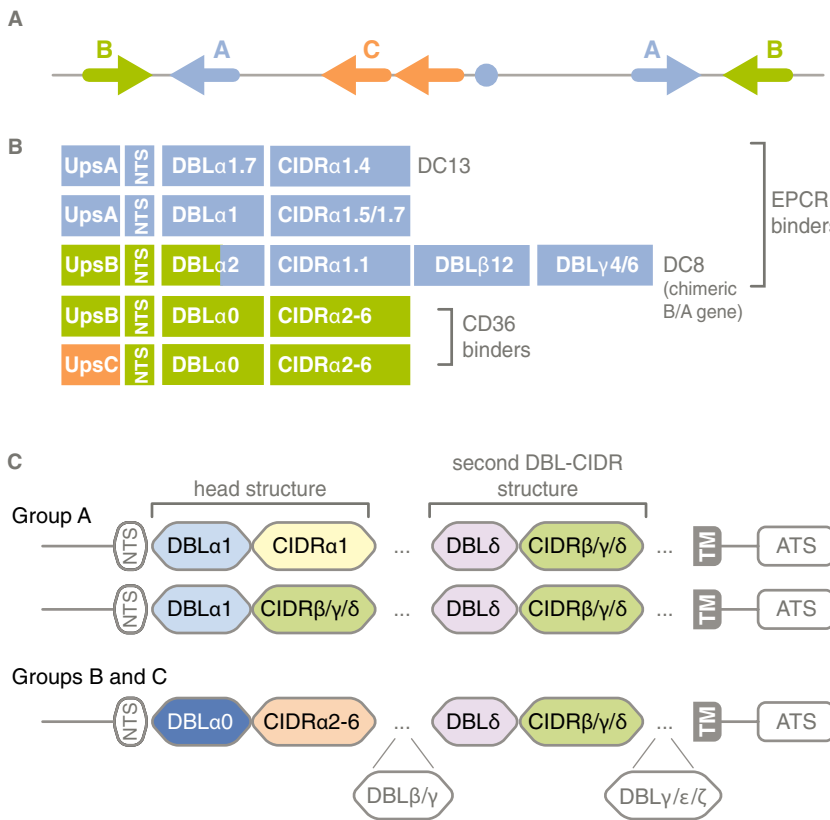 A
B A C A B
B
UpsA NTS DBLα1.7 CIDRα1.4 DC13
UpsA NTS DBLα1 CIDRα1.5/1.7
EPCR
binders
UpsB NTS DBLα2 CIDRα1.1 DBLβ12 DBLγ4/6 DC8
(chimeric
B/A gene)
UpsB NTS DBLα0 CIDRα2-6
CD36
binders
UpsC NTS DBLα0 CIDRα2-6
C
head structure
second DBL-CIDR
structure
Group A
NTS DBLα1 CIDRα1 ... DBLδ CIDRβ/γ/δ ... TM ATS
NTS DBLα1 CIDRβ/γ/δ ... DBLδ CIDRβ/γ/δ ... TM ATS
Groups B and C
NTS DBLα0 CIDRα2-6 ... DBLδ CIDRβ/γ/δ ... TM ATS
DBLβ/γ DBLγ/ε/ζ